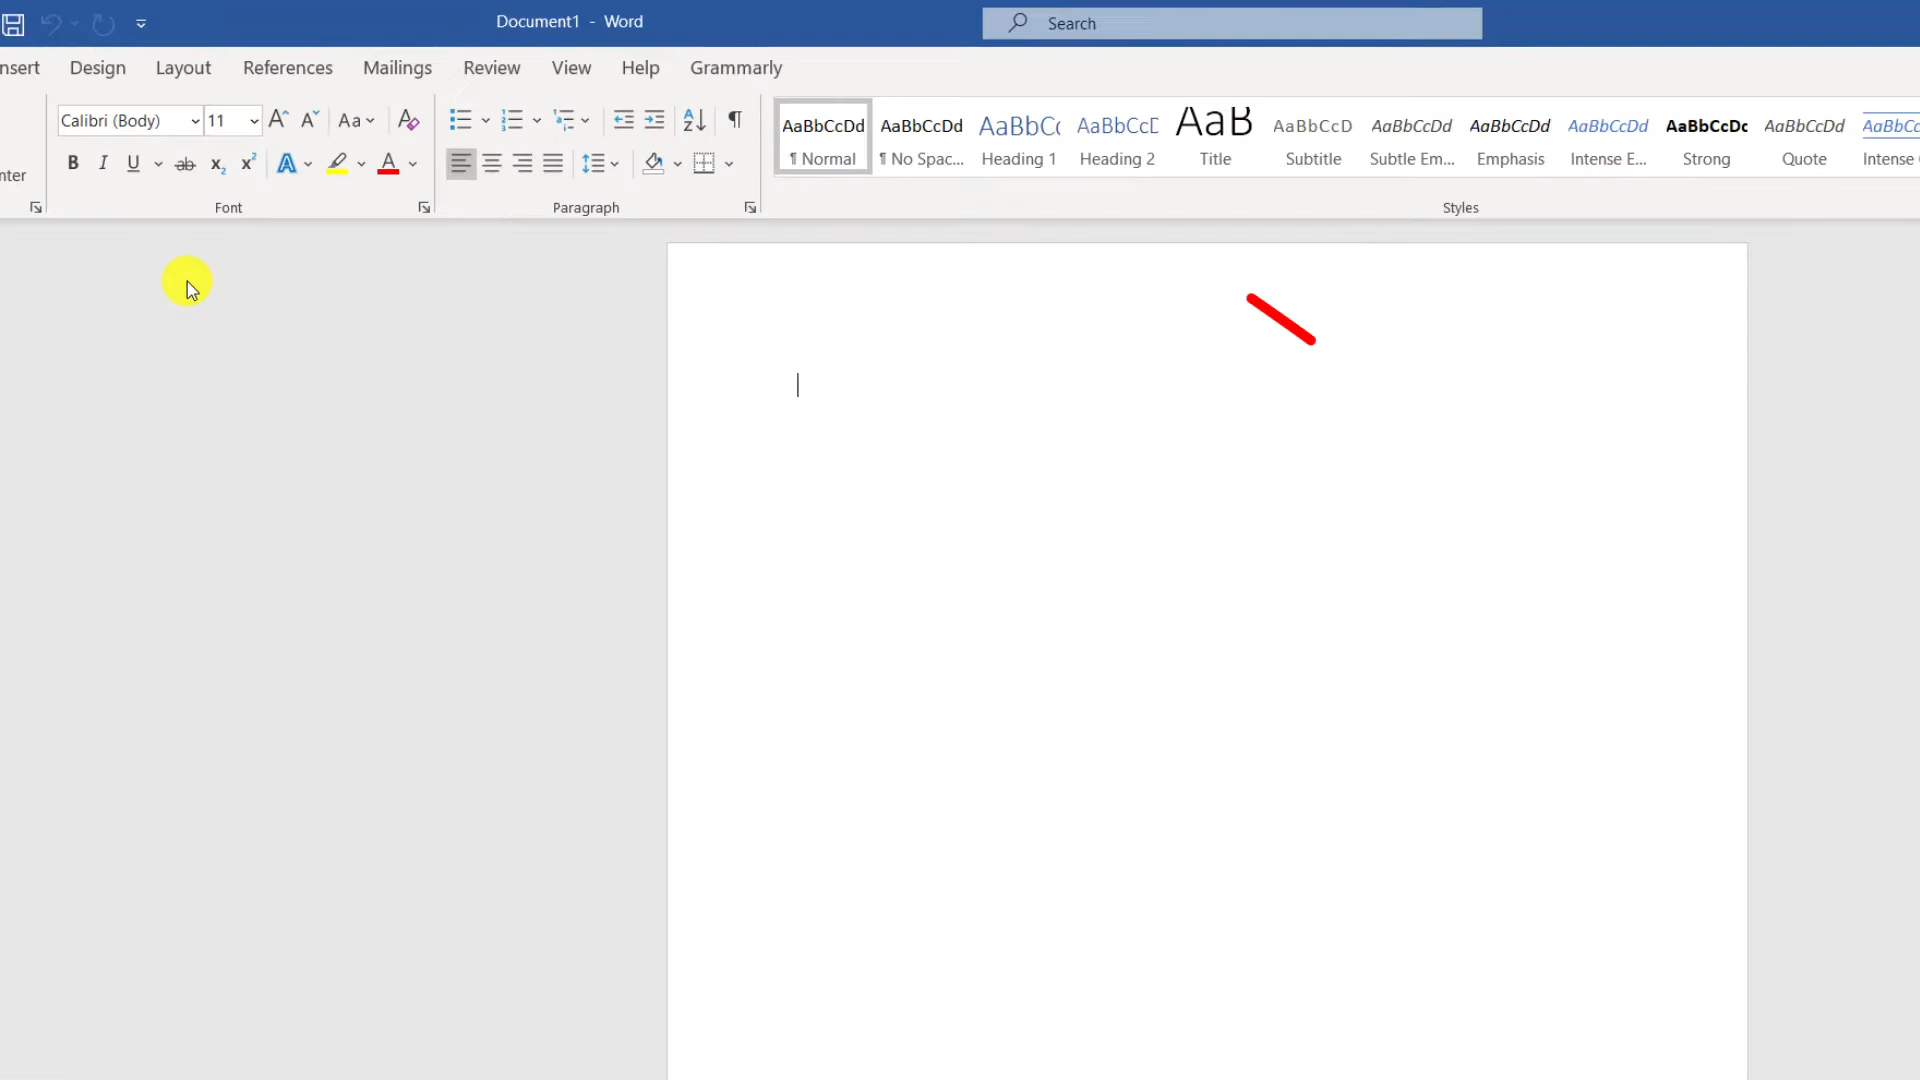 Document1 - Word
Search
nsert Design Layout References Mailings Review View Help Grammarly
Calibri (Body) 11
AaBbCcDd AaBbCcDd AaBbCc AaBbCcD AaB AaBbCcD AaBbCcDd AaBbCcDd AaBbCcDd AaBbCcDc AaBbCcDd AaBbCc
¶ Normal ¶ No Spac... Heading 1 Heading 2 Title Subtitle Subtle Em... Emphasis Intense E... Strong Quote Intense
nter
Font Paragraph Styles